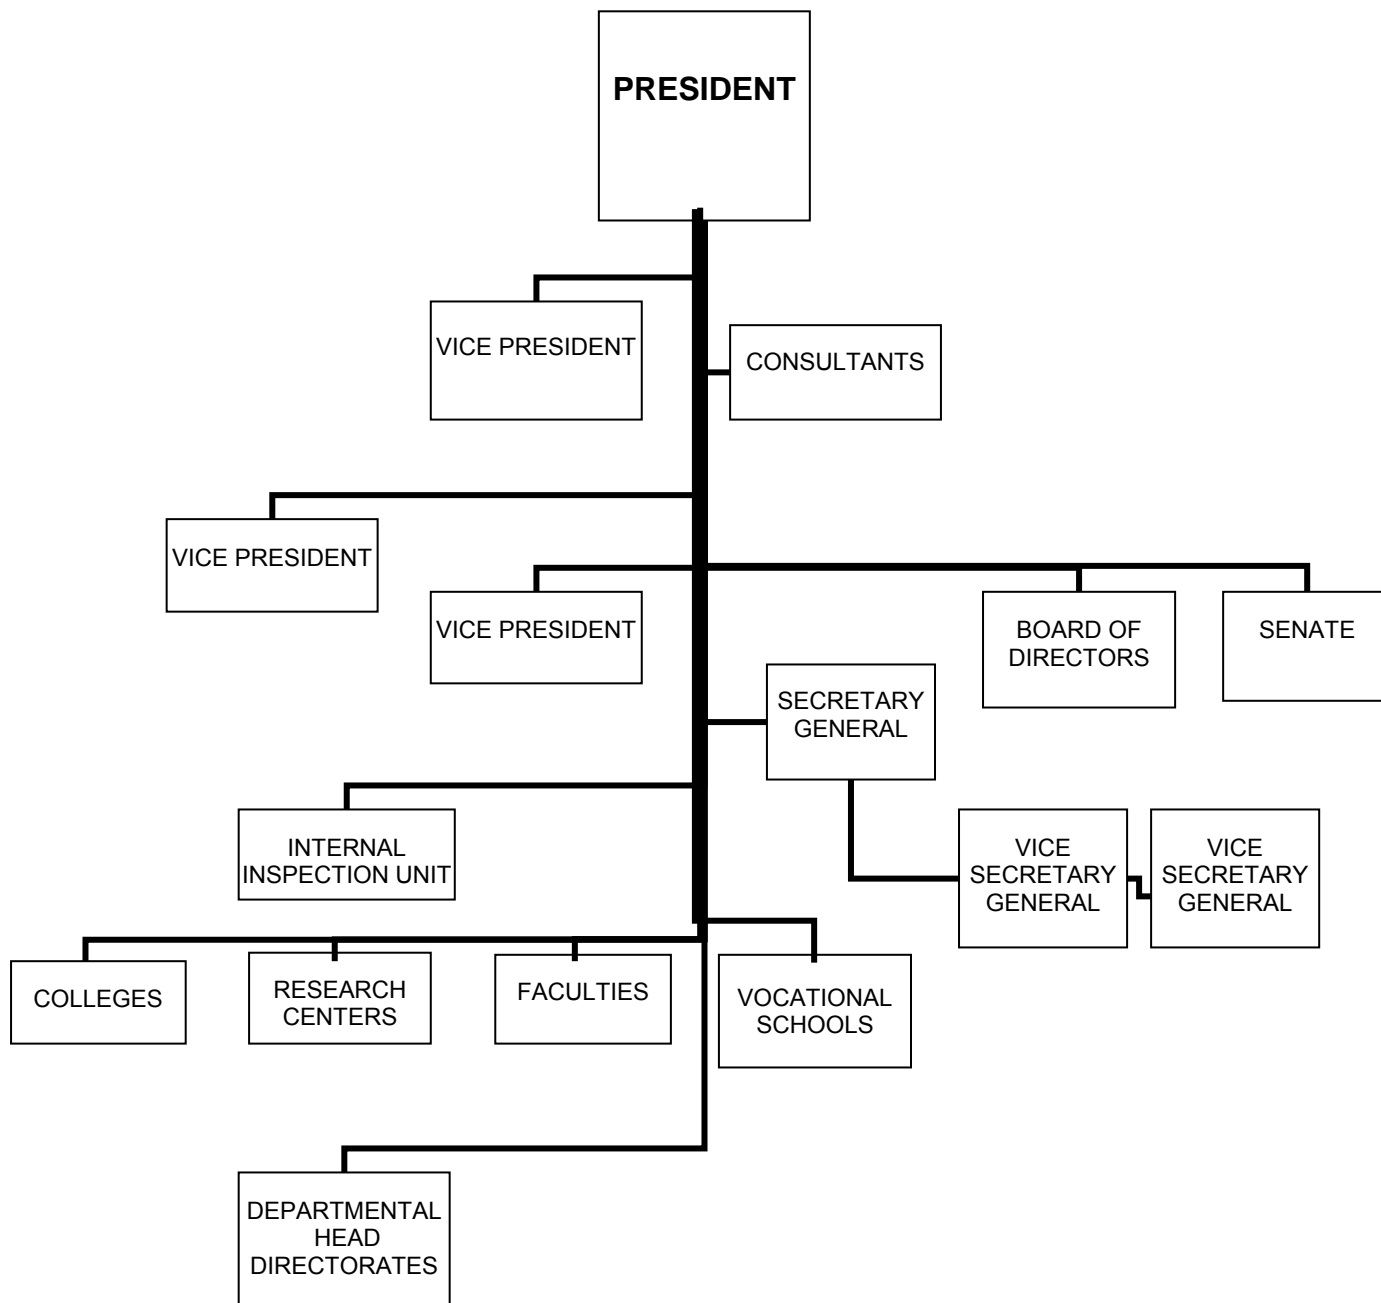 PRESIDENT
VICE PRESIDENT
CONSULTANTS
VICE PRESIDENT
VICE PRESIDENT
BOARD OF
DIRECTORS
SENATE
SECRETARY
GENERAL
INTERNAL
INSPECTION UNIT
VICE
SECRETARY
GENERAL
VICE
SECRETARY
GENERAL
COLLEGES
RESEARCH
CENTERS
FACULTIES
VOCATIONAL
SCHOOLS
DEPARTMENTAL
HEAD
DIRECTORATES